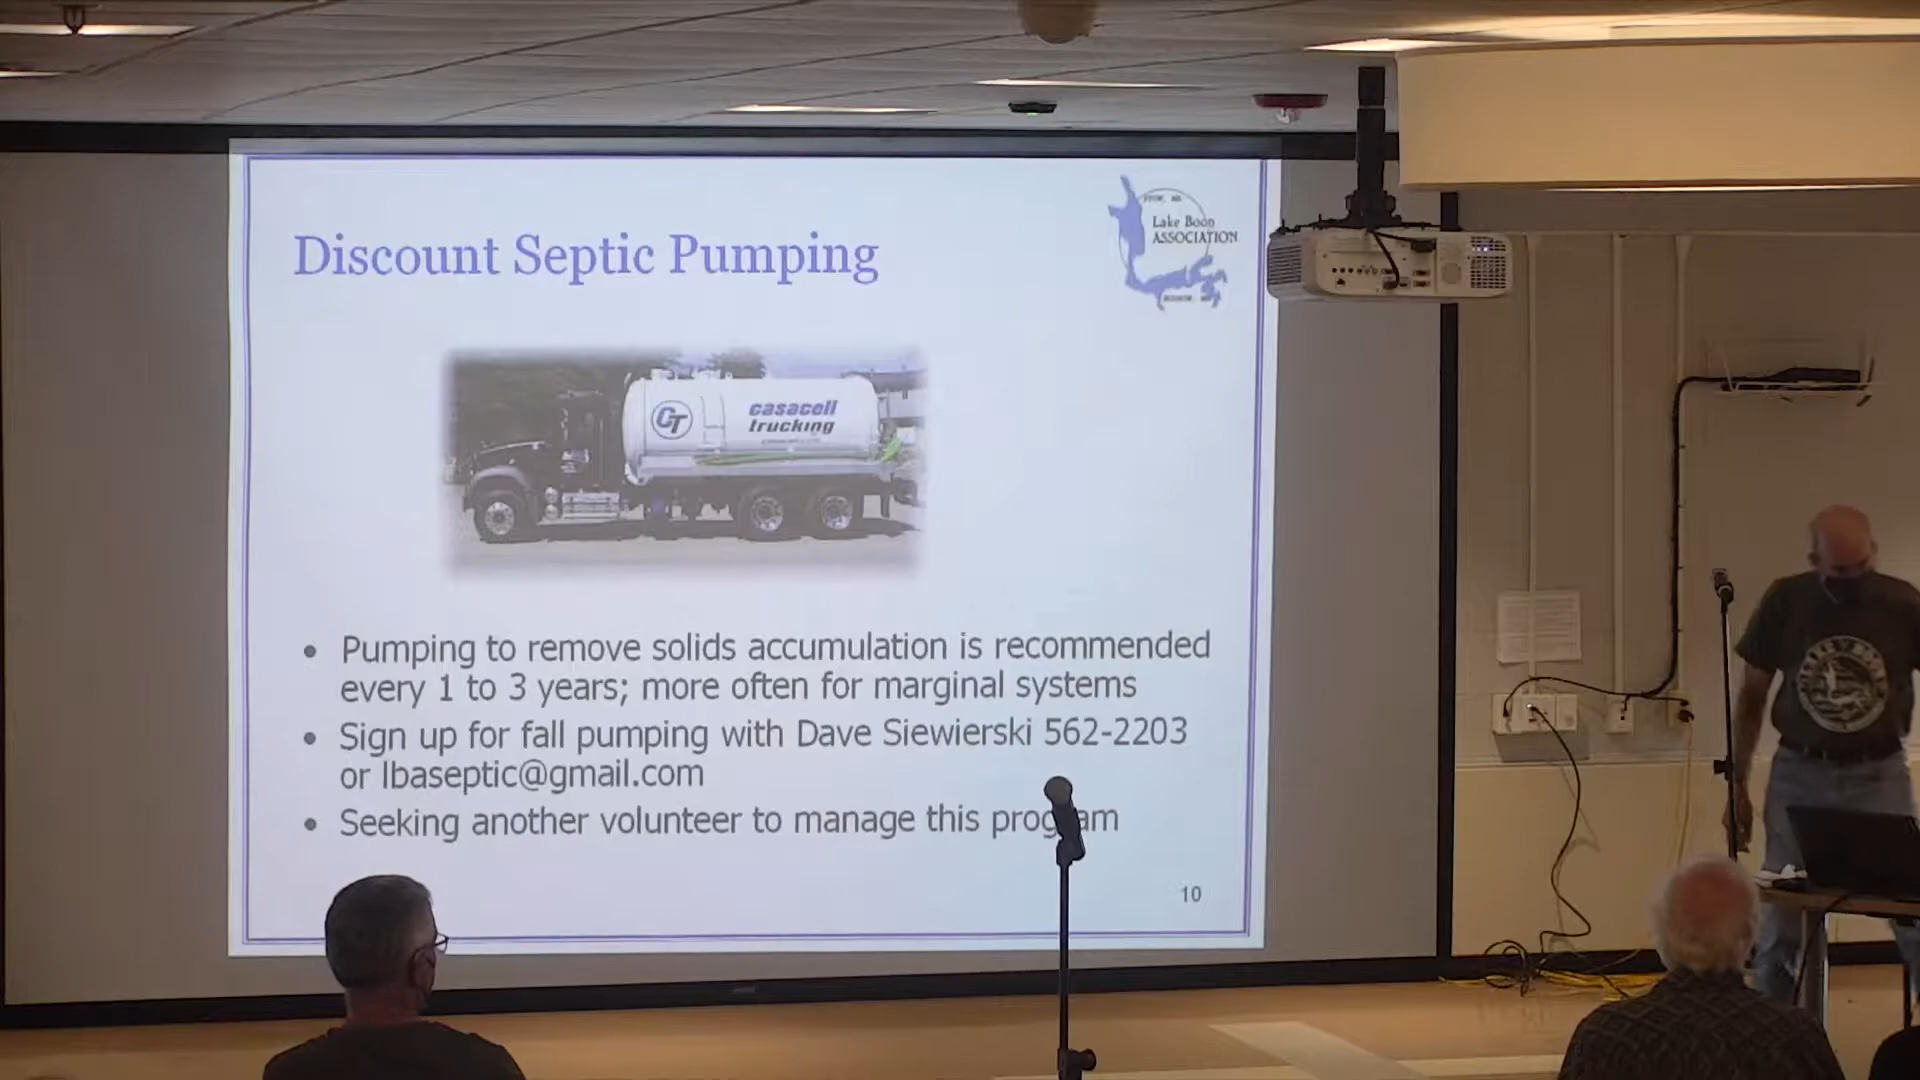 Lake Boon
ASSOCIATION
Discount Septic Pumping
CT
casacell
trucking
• Pumping to remove solids accumulation is recommended
every 1 to 3 years; more often for marginal systems
• Sign up for fall pumping with Dave Siewierski 562-2203
or lbaseptic@gmail.com
• Seeking another volunteer to manage this program
10